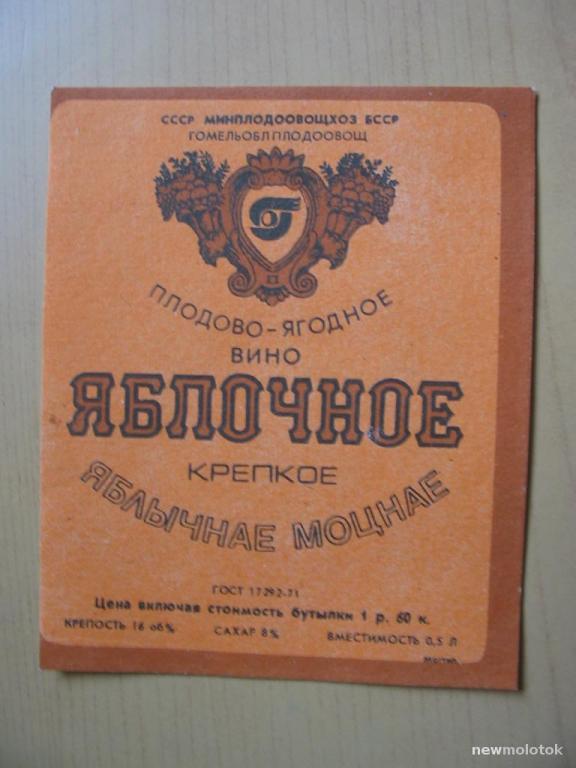 СССР МИНПЛОДООВОЩХОЗ БССР
ГОМЕЛЬОБЛПЛОДООВОЩ
ПЛОДОВО-ЯГОДНОЕ
ВИНО
ЯБЛОЧНОЕ
КРЕПКОЕ
ЯБЛЫЧНАЕ МОЦНАЕ
ГОСТ 17292-71
Цена включая стоимость бутылки 1 р. 60 к.
КРЕПОСТЬ 16 об% САХАР 8% ВМЕСТИМОСТЬ 0,5 Л
newmolotok